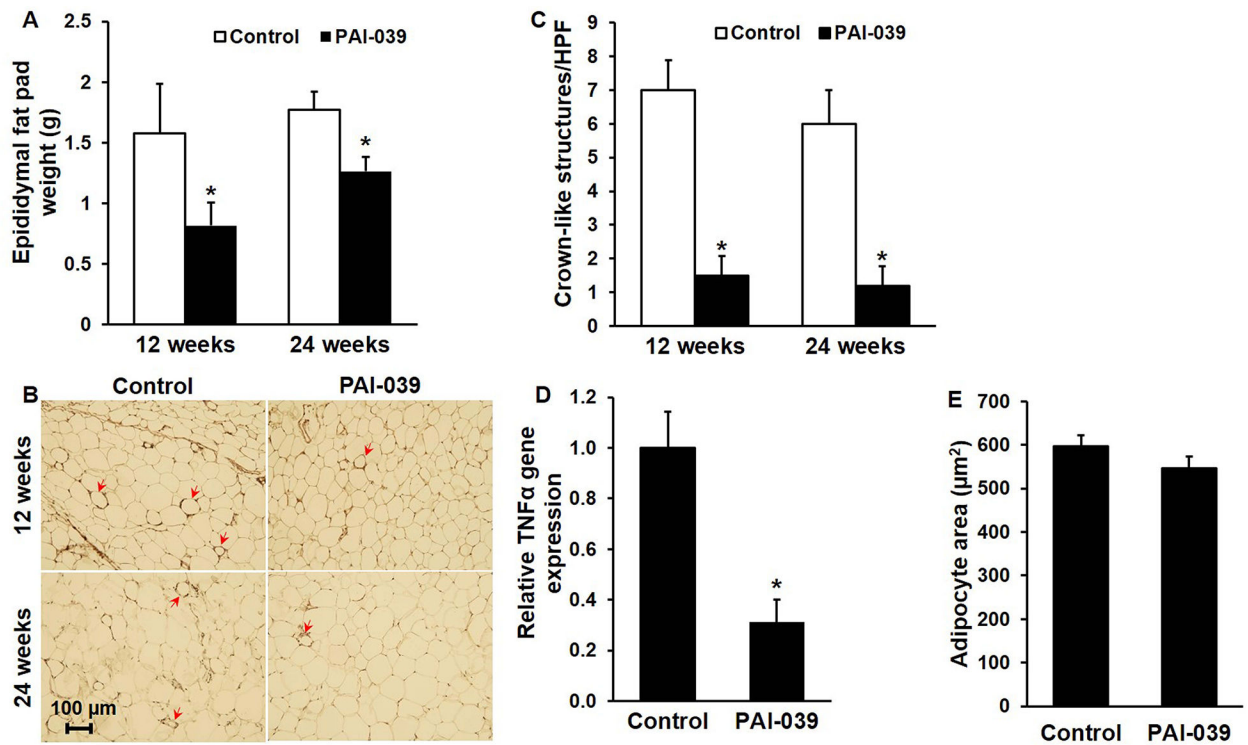 A
Epididymal fat pad
weight (g)
2.5
2
1.5
1
0.5
0
Control PAI-039
*
*
12 weeks 24 weeks
C
Crown-like structures/HPF
9
8
7
6
5
4
3
2
1
0
Control PAI-039
*
*
12 weeks 24 weeks
B
Control PAI-039
12 weeks
24 weeks
100 µm
D
Relative TNFα gene
expression
1.2
1.0
0.8
0.6
0.4
0.2
0.0
*
Control PAI-039
E
Adipocyte area (µm²)
700
600
500
400
300
200
100
0
Control PAI-039